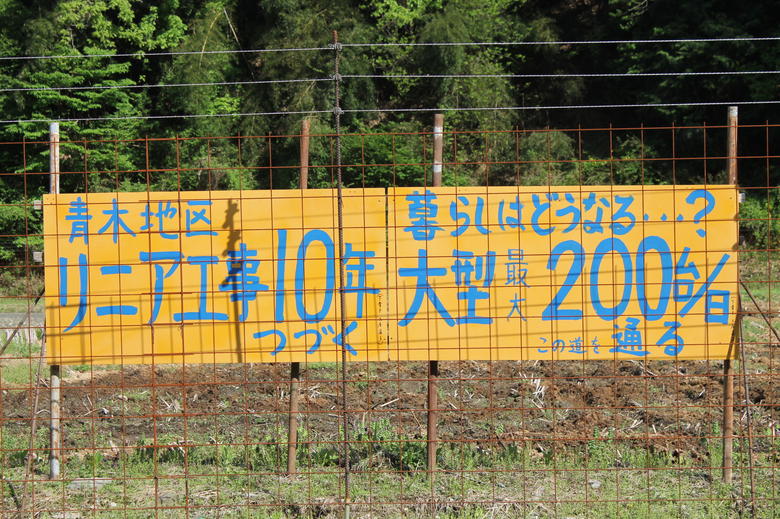 青木地区
リニア工事10年
つづく
暮らしはどうなる…?
大型最大200台/日
この道を通る